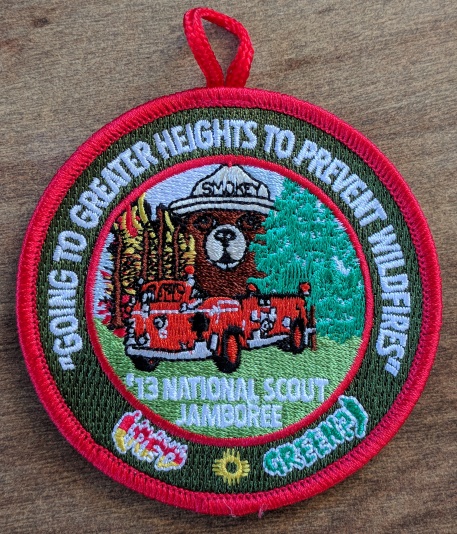 "GOING TO GREATER HEIGHTS TO PREVENT WILDFIRES"
SMOKEY
'13 NATIONAL SCOUT
JAMBOREE
GREEN?